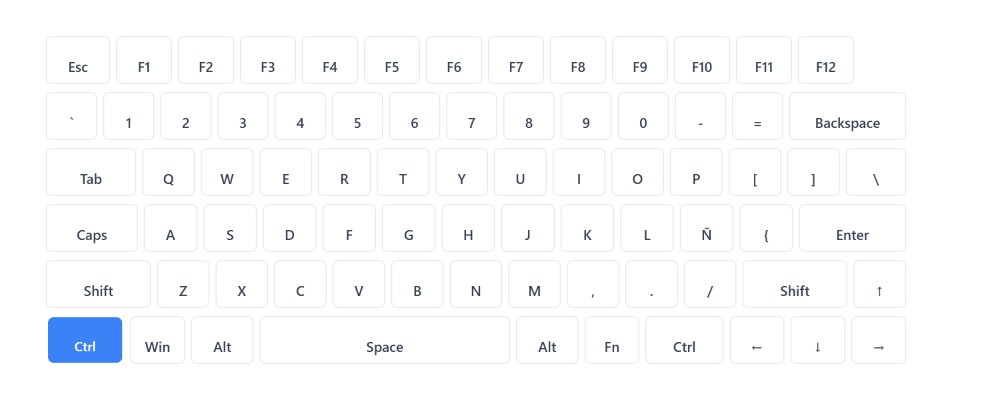 Esc F1 F2 F3 F4 F5 F6 F7 F8 F9 F10 F11 F12
` 1 2 3 4 5 6 7 8 9 0 - = Backspace
Tab Q W E R T Y U I O P [ ] \
Caps A S D F G H J K L Ñ { Enter
Shift Z X C V B N M , . / Shift ↑
Ctrl Win Alt Space Alt Fn Ctrl ← ↓ →